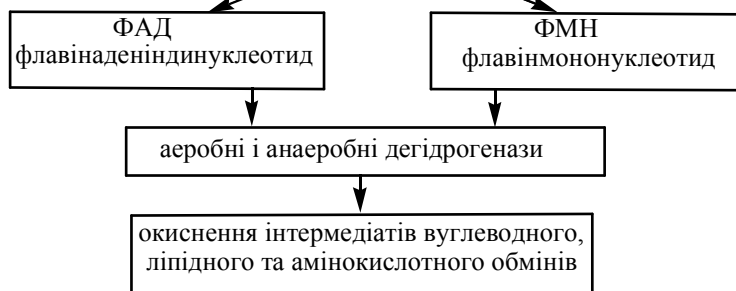 ФАД
флавінаденіндинуклеотид
ФМН
флавінмононуклеотид
аеробні і анаеробні дегідрогенази
окиснення інтермедіатів вуглеводного,
ліпідного та амінокислотного обмінів